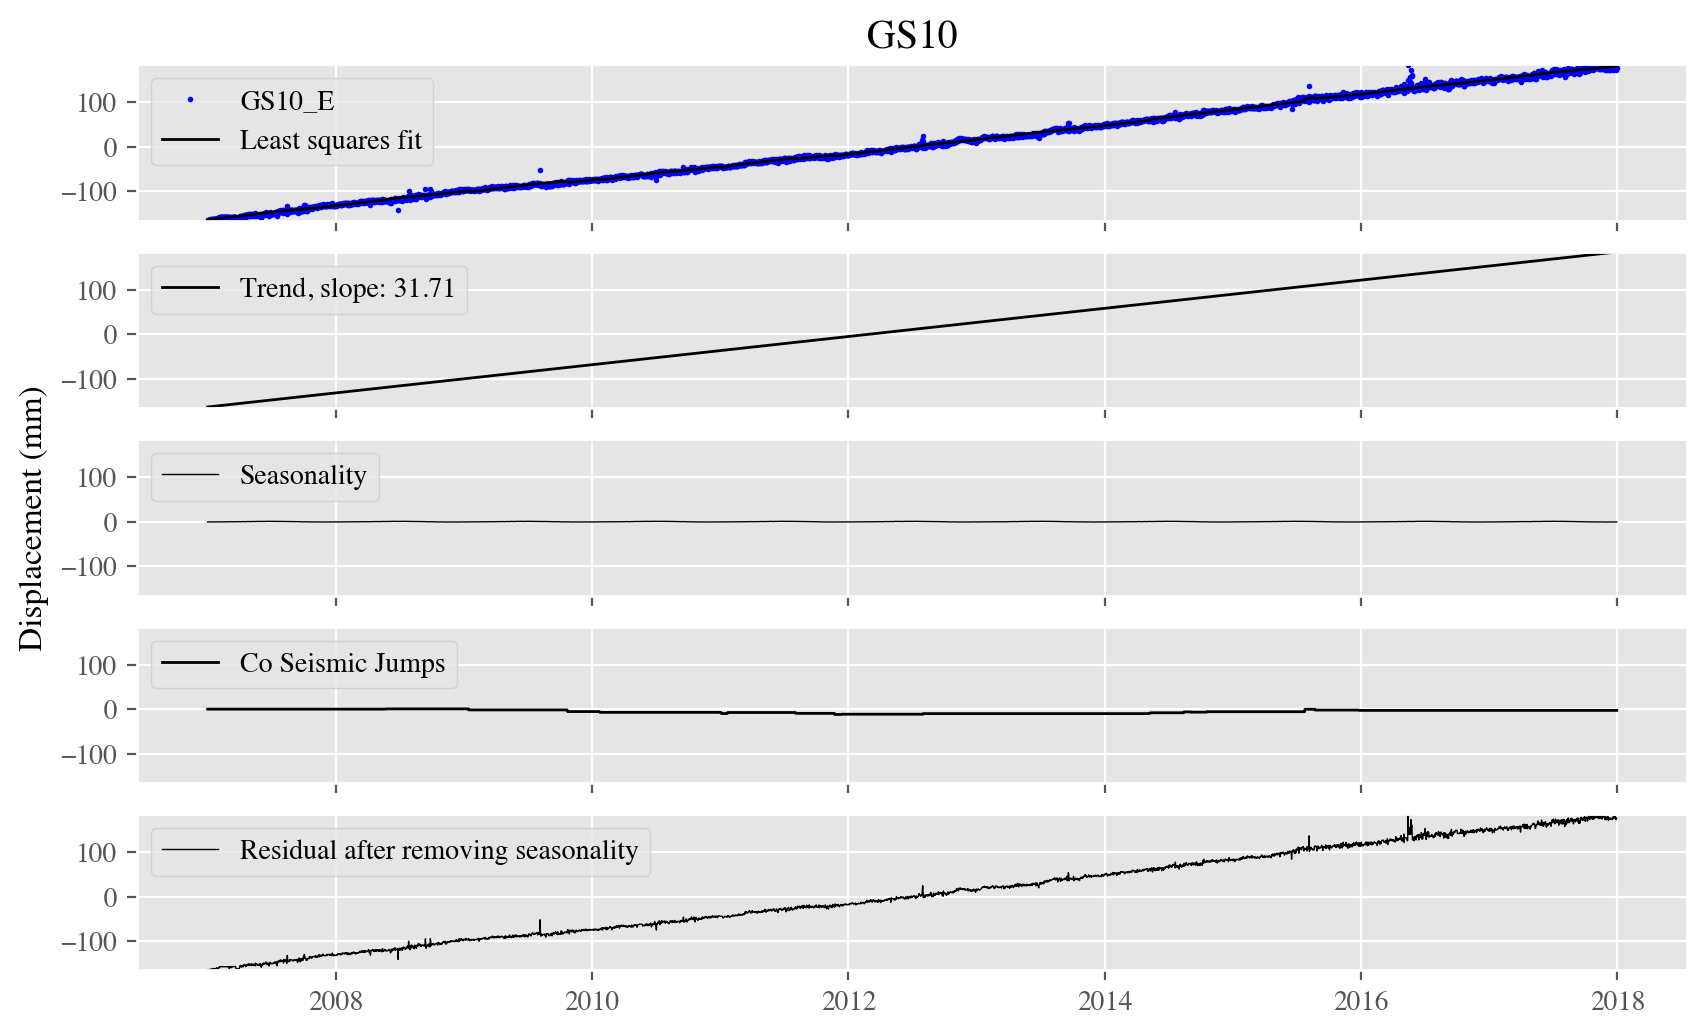 GS10
GS10_E
Least squares fit
100
0
−100
Trend, slope: 31.71
100
0
−100
Displacement (mm)
Seasonality
100
0
−100
Co Seismic Jumps
100
0
−100
Residual after removing seasonality
100
0
−100
2008 2010 2012 2014 2016 2018